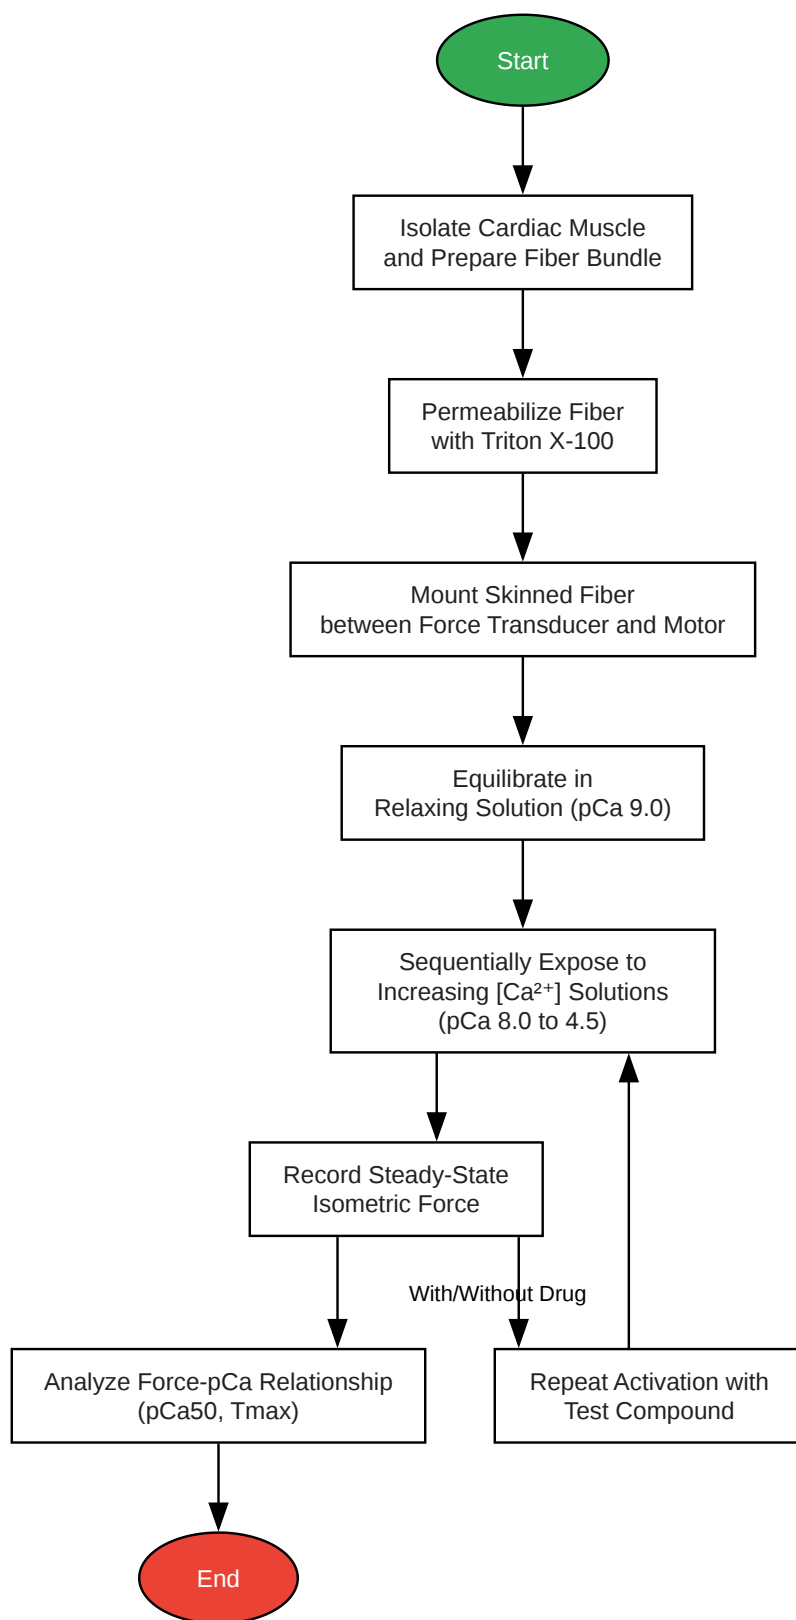 Start
Isolate Cardiac Muscle
and Prepare Fiber Bundle
Permeabilize Fiber
with Triton X-100
Mount Skinned Fiber
between Force Transducer and Motor
Equilibrate in
Relaxing Solution (pCa 9.0)
Sequentially Expose to
Increasing [Ca²⁺] Solutions
(pCa 8.0 to 4.5)
Record Steady-State
Isometric Force
With/Without Drug
Analyze Force-pCa Relationship
(pCa50, Tmax)
Repeat Activation with
Test Compound
End